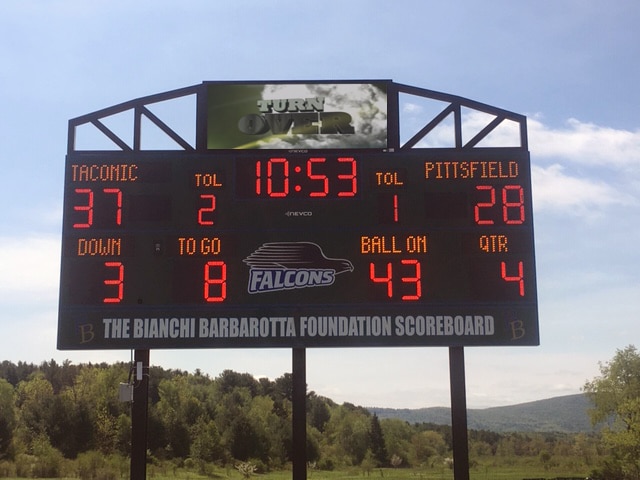 TURN
OVER
NEVCO
TACONIC TOL 10:53 TOL PITTSFIELD
37 2 1 28
NEVCO
DOWN TO GO BALL ON QTR
3 8 FALCONS 43 4
B THE BIANCHI BARBAROTTA FOUNDATION SCOREBOARD B